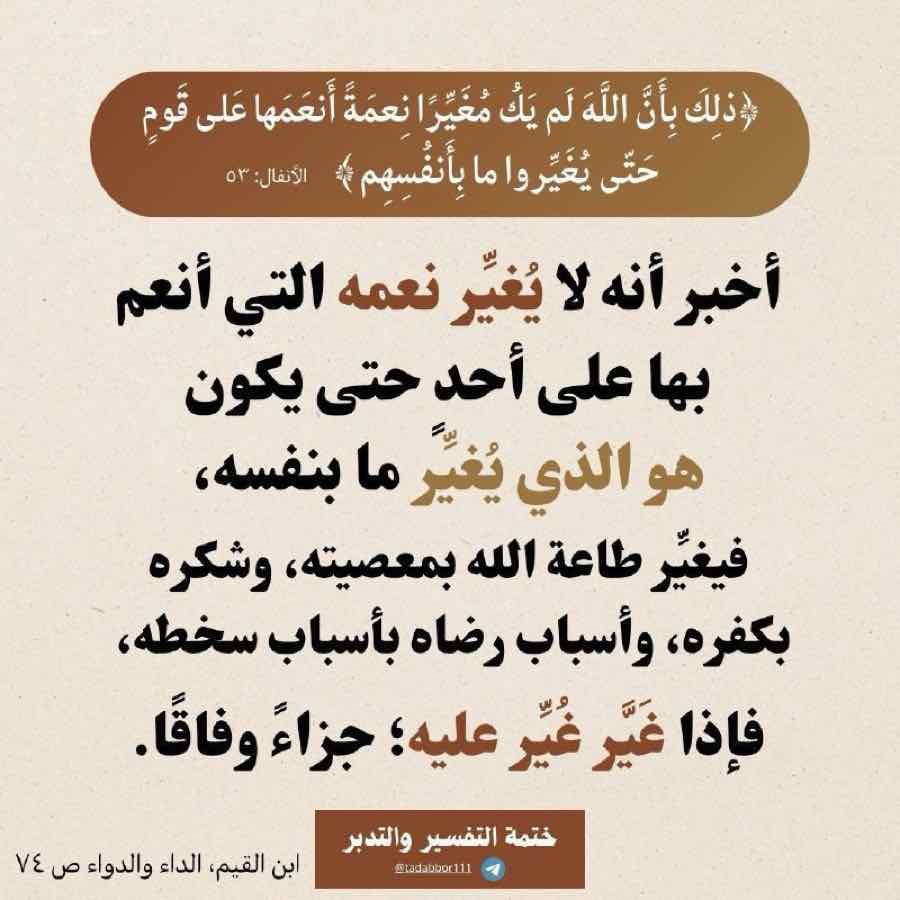 ﴿ذلِكَ بِأَنَّ اللَّهَ لَم يَكُ مُغَيِّرًا نِعمَةً أَنعَمَها عَلى قَومٍ
حَتّى يُغَيِّروا ما بِأَنفُسِهِم﴾ الأنفال: ٥٣
أخبر أنه لا يُغيِّر نعمه التي أنعم
بها على أحدٍ حتى يكون
هو الذي يُغيِّر ما بنفسه،
فيغيِّر طاعة الله بمعصيته، وشكره
بكفره، وأسباب رضاه بأسباب سخطه،
فإذا غَيَّر غُيِّر عليه؛ جزاءً وفاقًا.
ختمة التفسير والتدبر
@tadabbor111
ابن القيم، الداء والدواء ص ٧٤